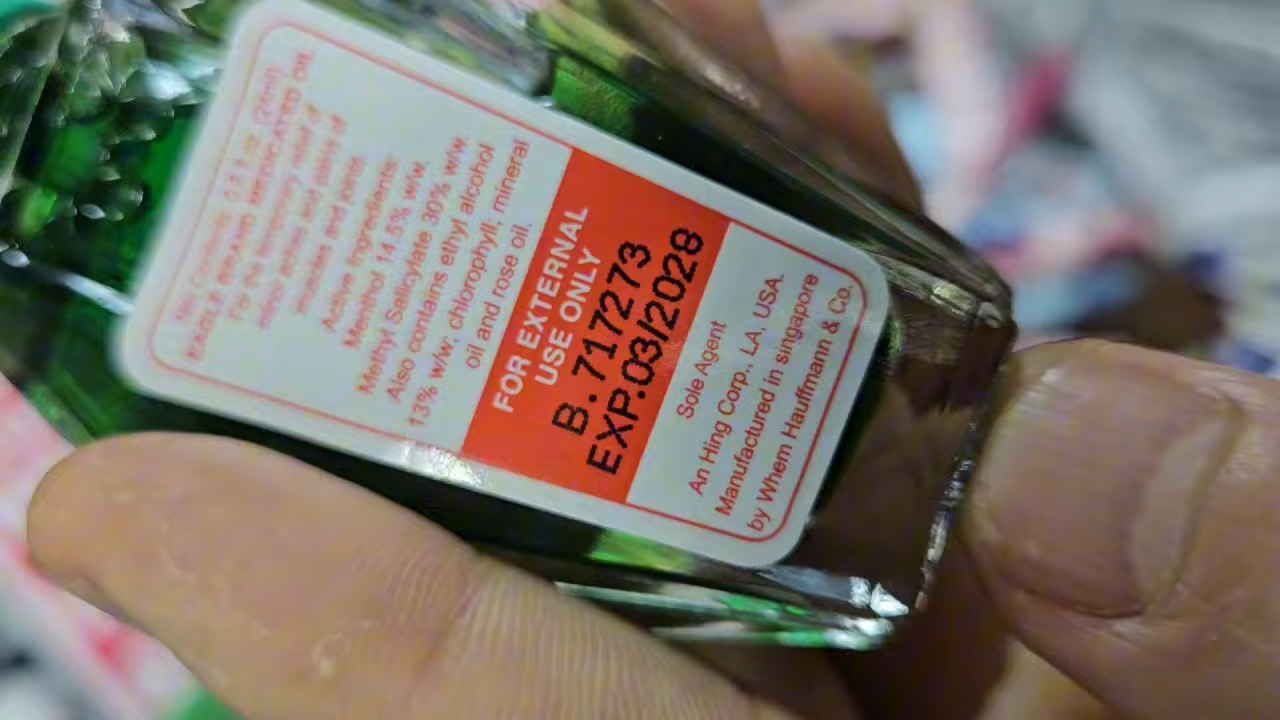 EAGLE BRAND MEDICATED OIL
For the temporary relief of
minor aches and pains of
muscles and joints.
Active Ingredients:
Menthol 14.5% w/w.
Methyl Salicylate 30% w/w.
Also contains ethyl alcohol
13% w/w; chlorophyll; mineral
oil and rose oil.
FOR EXTERNAL
USE ONLY
B.717273
EXP.03/2028
Sole Agent
An Hing Corp., LA, USA.
Manufactured in singapore
by Whem Hauffmann & Co.